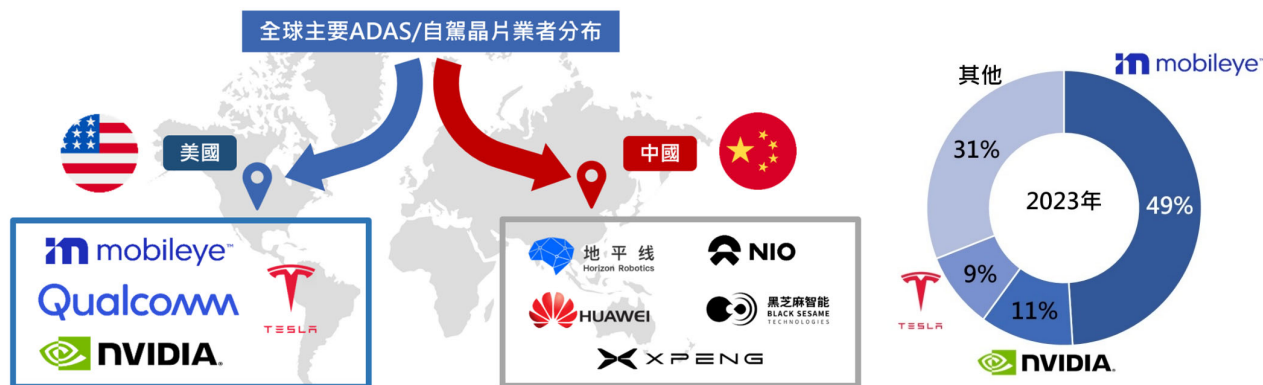 全球主要ADAS/自駕晶片業者分布
美國
中國
mobileye™
Qualcomm
TESLA
NVIDIA.
地平线
Horizon Robotics
NIO
HUAWEI
黑芝麻智能
BLACK SESAME
TECHNOLOGIES
XPENG
mobileye™
其他
31%
49%
2023年
9%
11%
TESLA
NVIDIA.